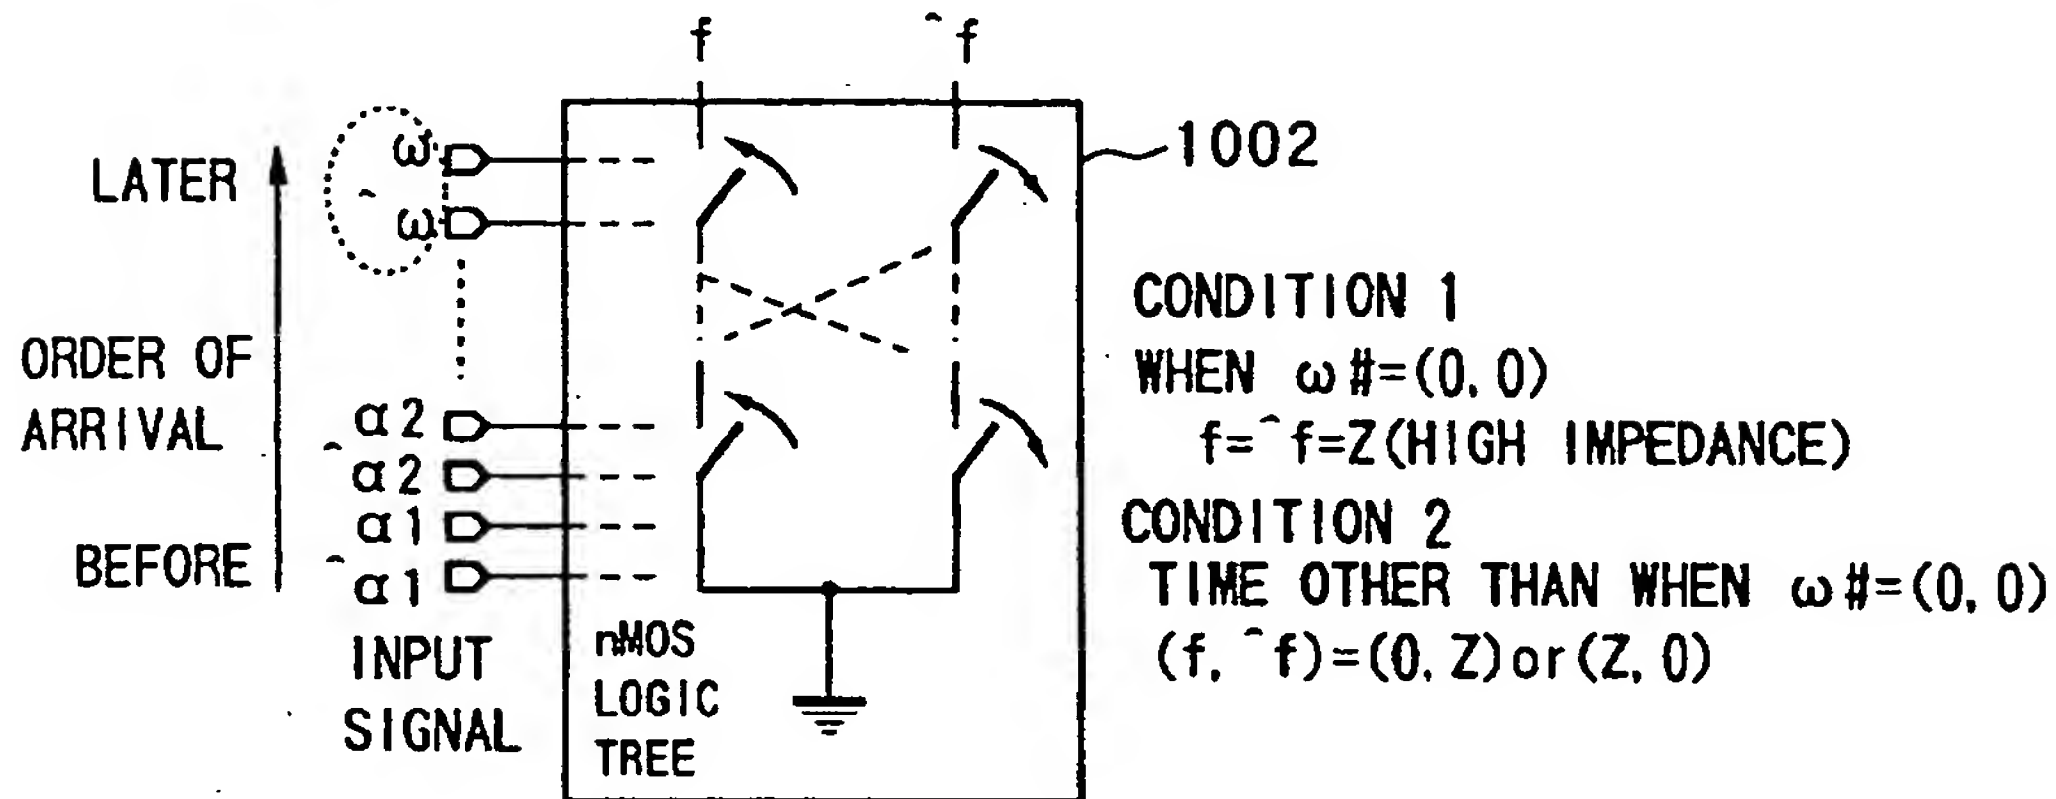 f
^f
1002
LATER
ω
^ω
ORDER OF
ARRIVAL
α2
^α2
α1
^α1
BEFORE
INPUT
SIGNAL
nMOS
LOGIC
TREE
CONDITION 1
WHEN ω#=(0,0)
f=^f=Z(HIGH IMPEDANCE)
CONDITION 2
TIME OTHER THAN WHEN ω#=(0,0)
(f,^f)=(0,Z)or(Z,0)